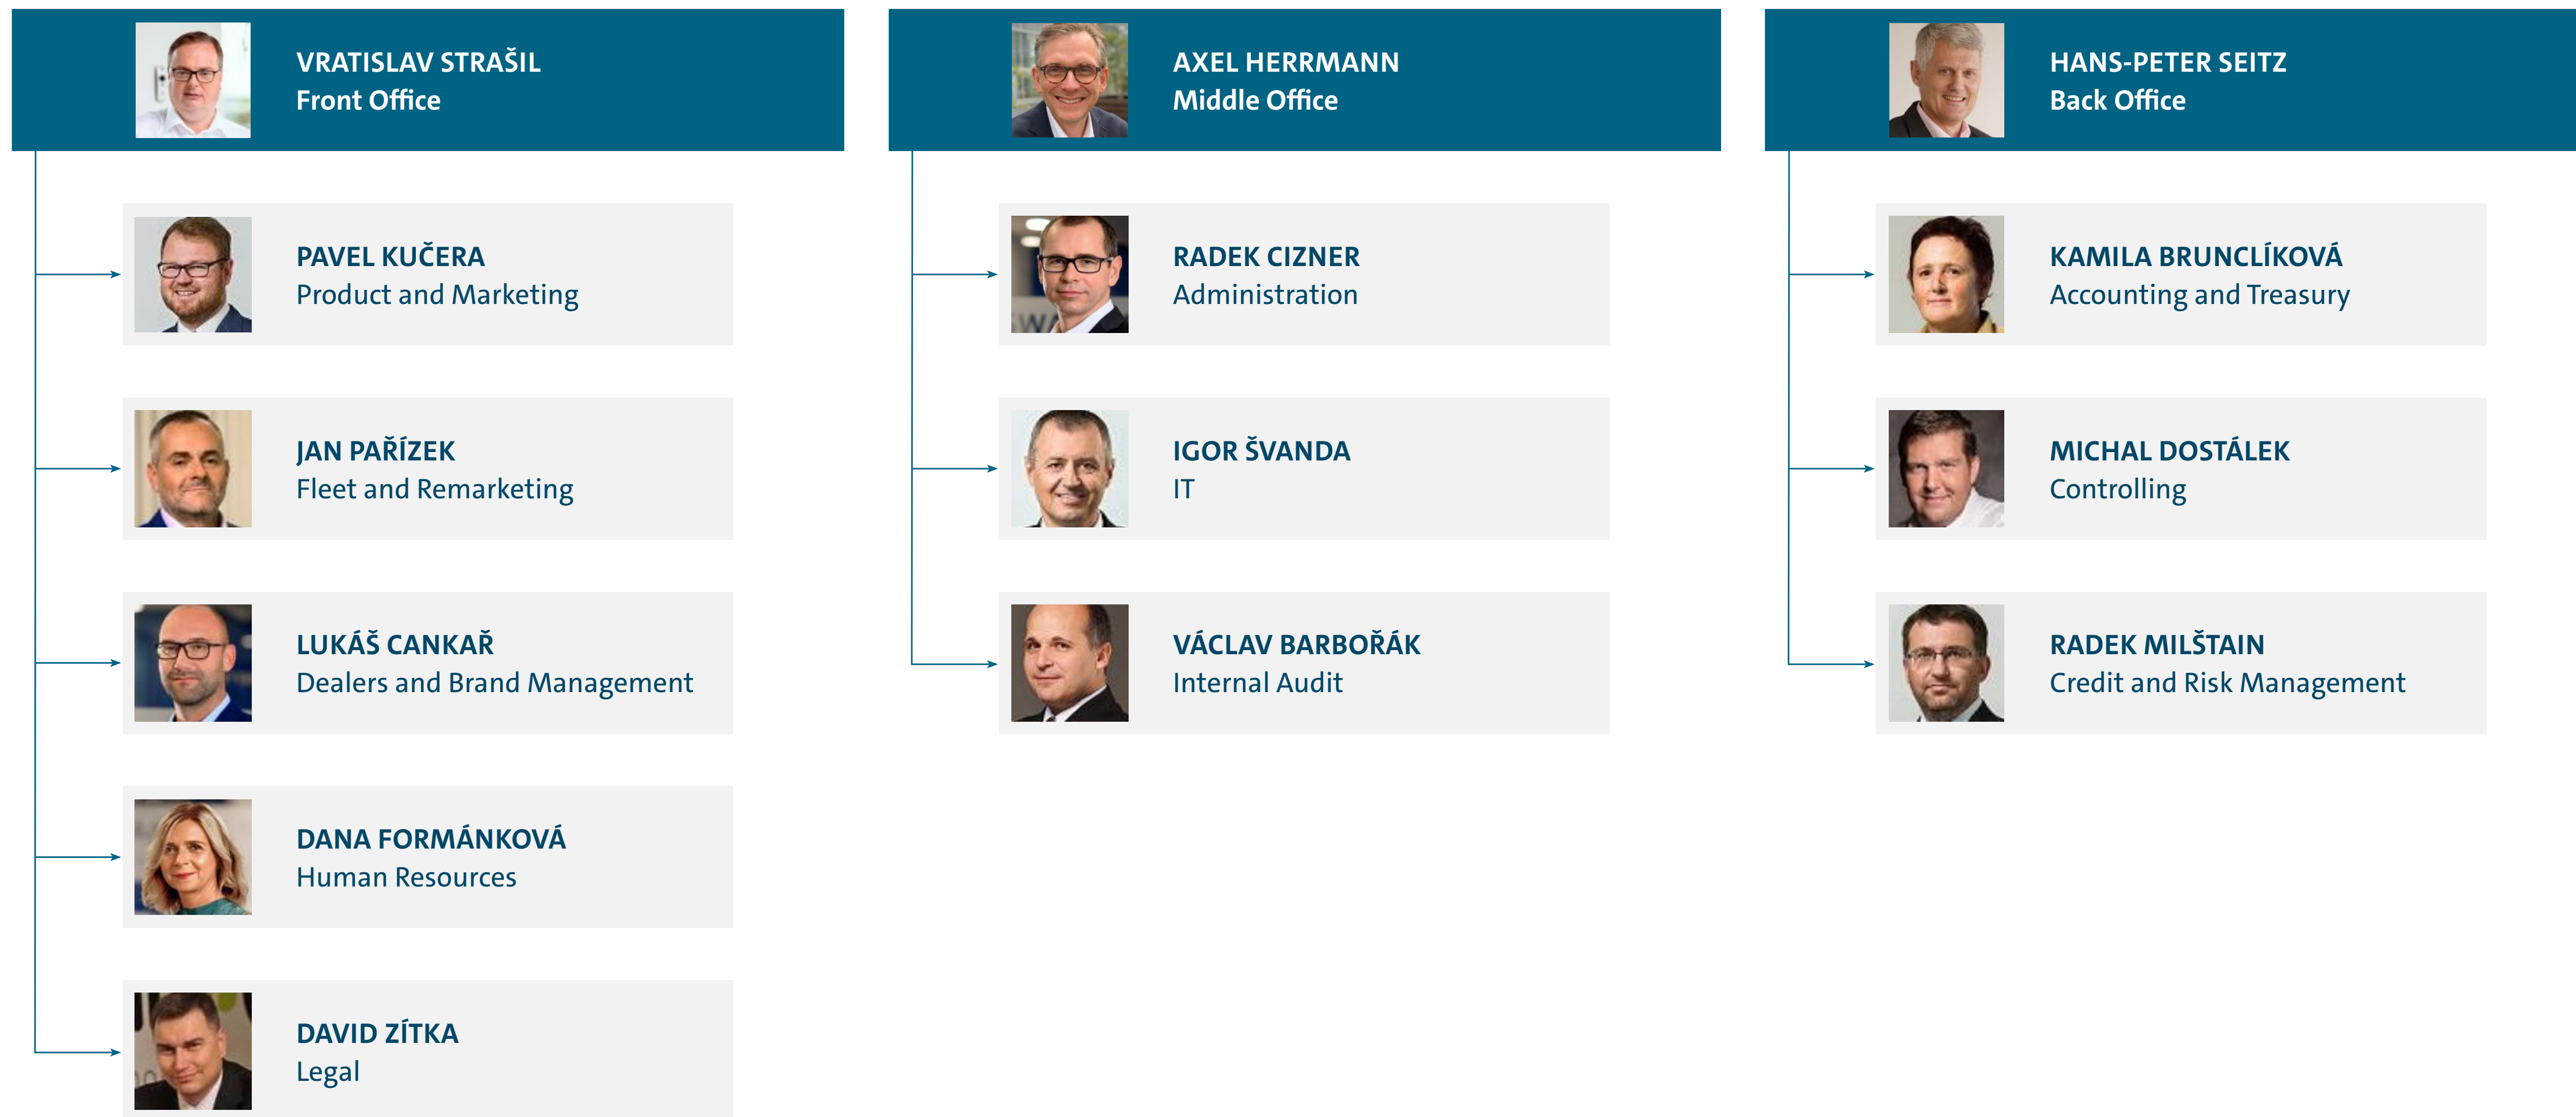 VRATISLAV STRAŠIL
Front Office
PAVEL KUČERA
Product and Marketing
JAN PAŘÍZEK
Fleet and Remarketing
LUKÁŠ CANKAŘ
Dealers and Brand Management
DANA FORMÁNKOVÁ
Human Resources
DAVID ZÍTKA
Legal
AXEL HERRMANN
Middle Office
RADEK CIZNER
Administration
IGOR ŠVANDA
IT
VÁCLAV BARBOŘÁK
Internal Audit
HANS-PETER SEITZ
Back Office
KAMILA BRUNCLÍKOVÁ
Accounting and Treasury
MICHAL DOSTÁLEK
Controlling
RADEK MILŠTAIN
Credit and Risk Management